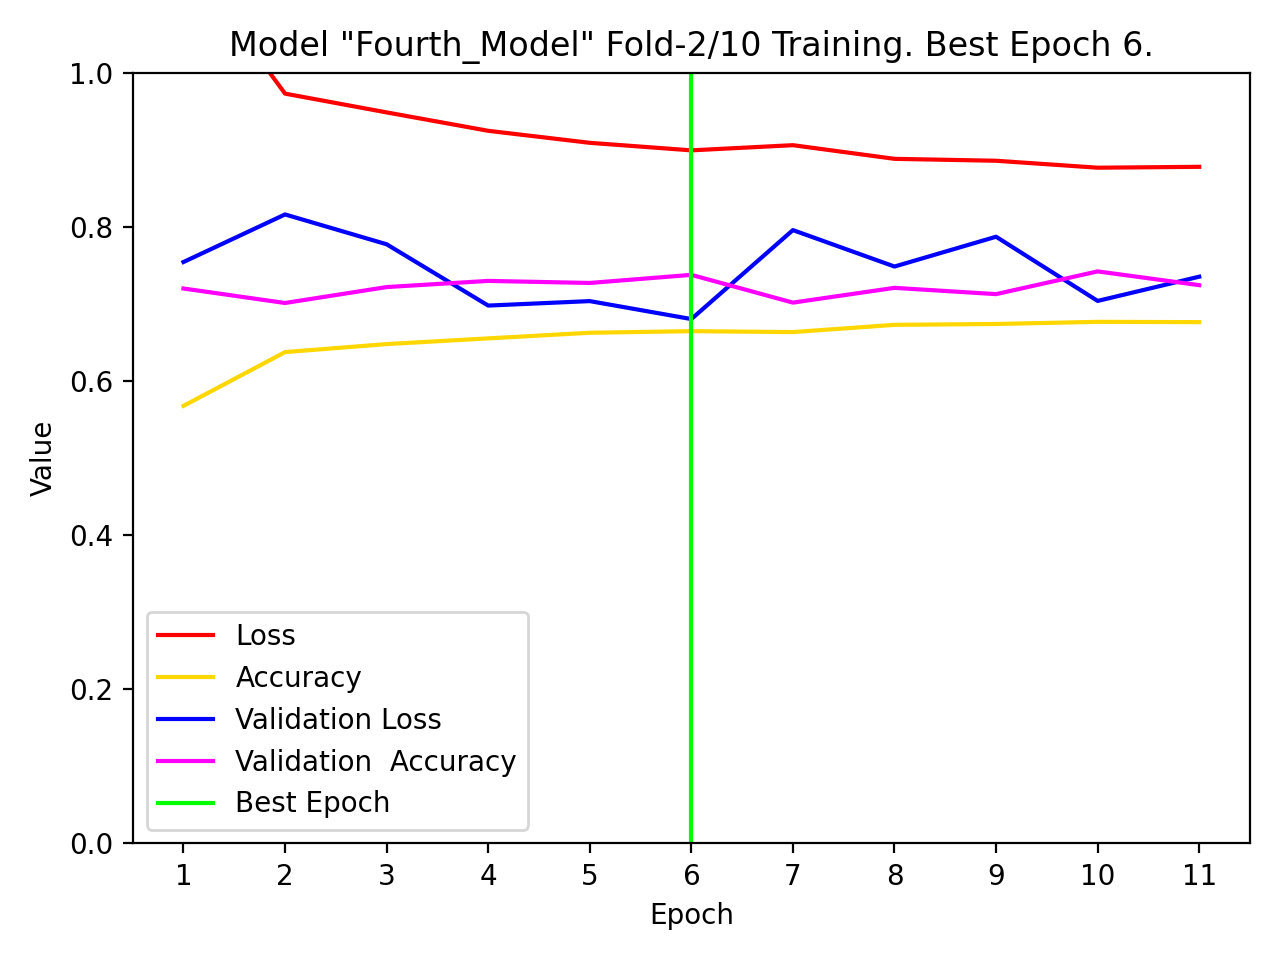 Model "Fourth_Model" Fold-2/10 Training. Best Epoch 6.
1.0
0.8
0.6
0.4
0.2
0.0
Value
Loss
Accuracy
Validation Loss
Validation  Accuracy
Best Epoch
1 2 3 4 5 6 7 8 9 10 11
Epoch